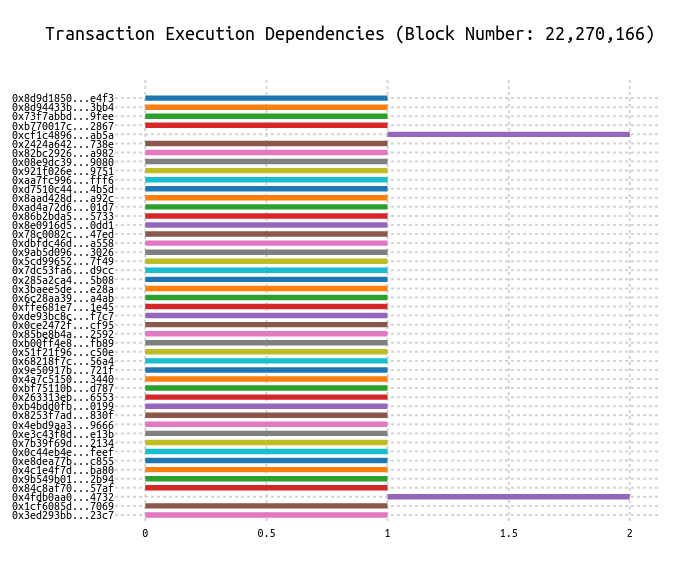 Transaction Execution Dependencies (Block Number: 22,270,166)
0x8d9d1850...e4f3
0x8d94433b...3bb4
0x73f7abbd...9fee
0xb770017c...2867
0xcf1c4896...ab5a
0x2424a642...738e
0x82bc2926...a982
0x08e9dc39...9080
0x921f026e...9751
0xaa7fc996...fff6
0xd7510c44...4b5d
0x8aad428d...a92c
0xad4a72d6...01d7
0x86b2bda5...5733
0x8e0916d5...0dd1
0x78c0082c...47ed
0xdbfdc46d...a558
0x9ab5d096...3026
0x5cd99652...7f49
0x7dc53fa6...d9cc
0x285a2ca4...5b08
0x3baee5de...e28a
0x6c28aa39...a4ab
0xffe681e7...1e45
0xde93bc8c...f7c7
0x0ce2472f...cf95
0x85be8b4a...2592
0xb00ff4e8...fb89
0x51f21f96...c50e
0x68218f7c...56a4
0x9e50917b...721f
0x4a7c5150...3440
0xbf75110b...d787
0x263313eb...6553
0xb4bdd0fb...0199
0x8253f7ad...830f
0x4ebd9aa3...9666
0xe3c43f8d...e13b
0x7b39f69d...2134
0x0c44eb4e...feef
0xe8dea77b...c855
0x4c1e4f7d...ba80
0x9b549b01...2b94
0x84c8af70...57af
0x4fdb0aa0...4732
0x1cf6085d...7069
0x3ed293bb...23c7
0 0.5 1 1.5 2